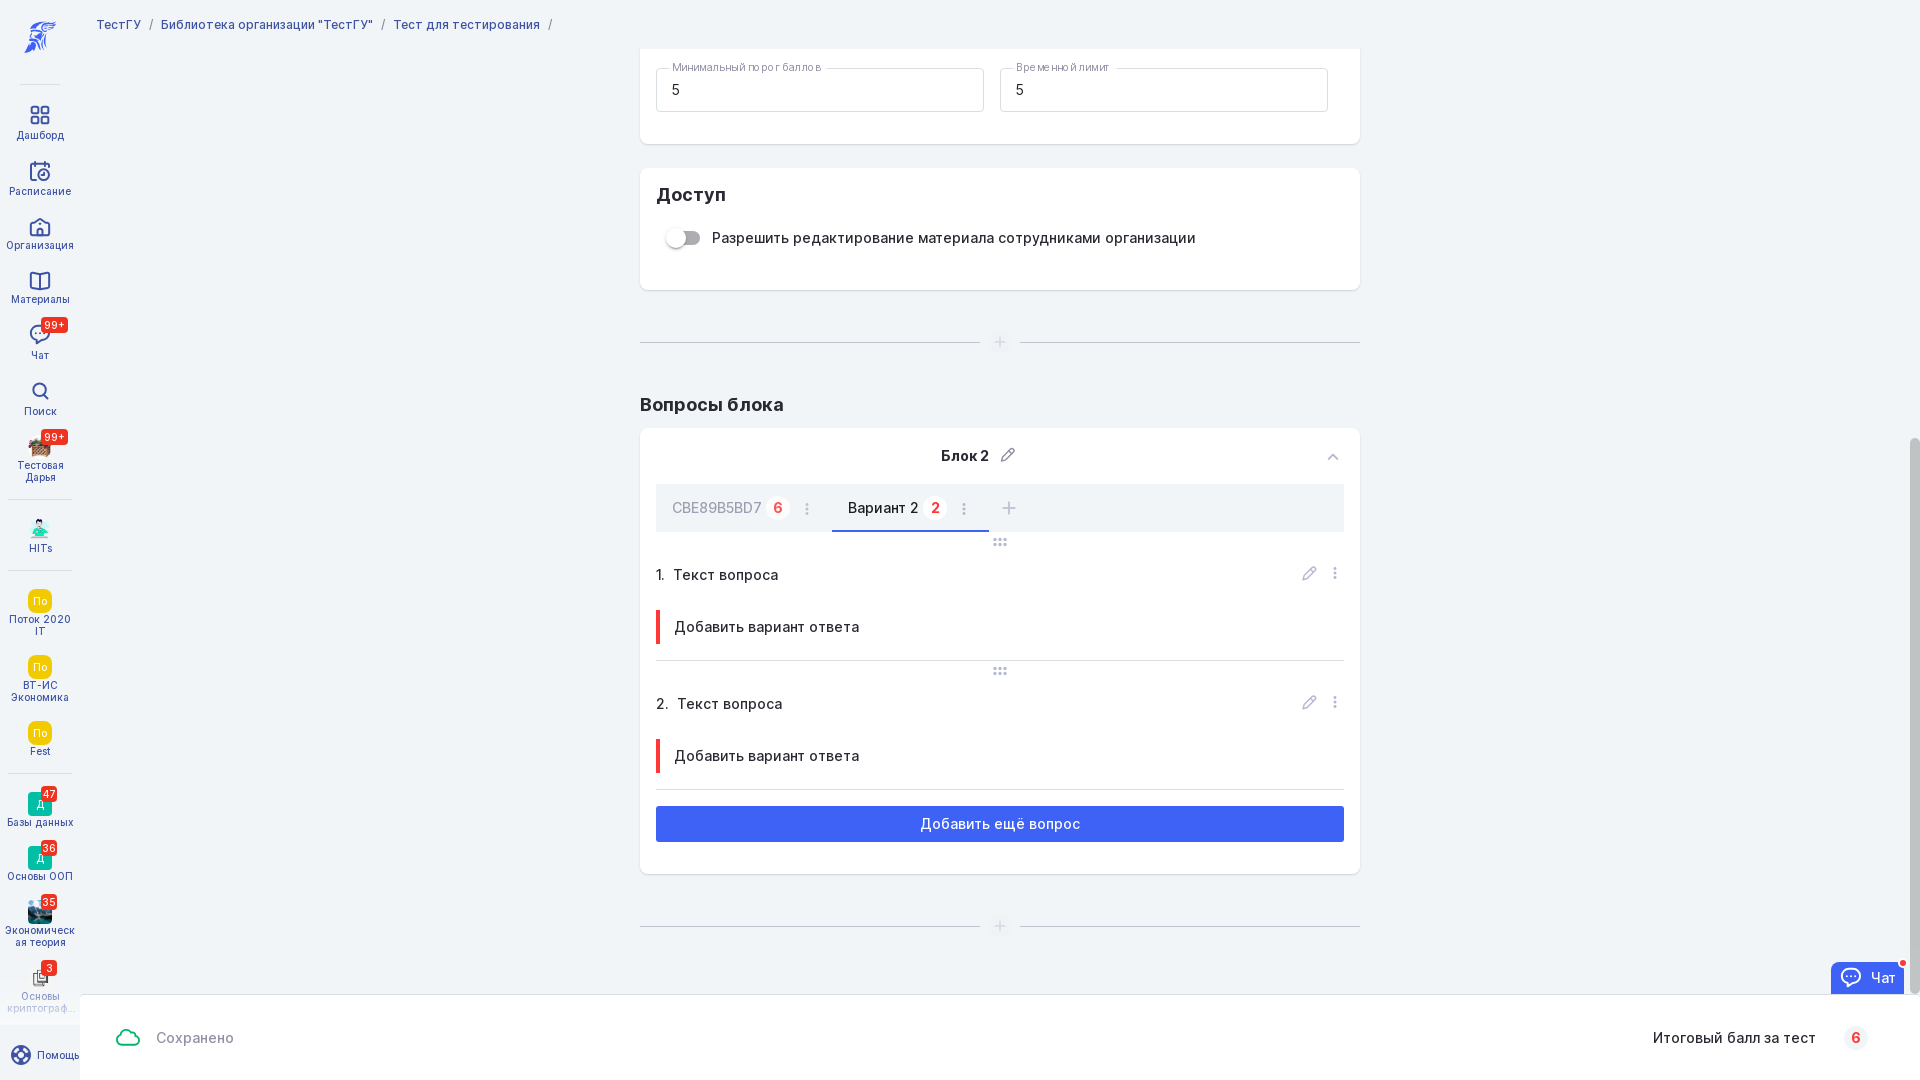 ТестГУ / Библиотека организации "ТестГУ" / Тест для тестирования /
Дашборд
Расписание
Организация
Материалы
99+
Чат
Поиск
99+
Тестовая
Дарья
HITs
По
Поток 2020
IT
По
ВТ-ИС
Экономика
По
Fest
47
Д
Базы данных
36
Д
Основы ООП
35
Экономическ
ая теория
3
Основы
криптограф...
Помощь
Минимальный порог баллов
5
Временной лимит
5
Доступ
Разрешить редактирование материала сотрудниками организации
Вопросы блока
Блок 2
CBE89B5BD7 6
Вариант 2 2
1. Текст вопроса
Добавить вариант ответа
2. Текст вопроса
Добавить вариант ответа
Добавить ещё вопрос
Чат
Сохранено
Итоговый балл за тест 6